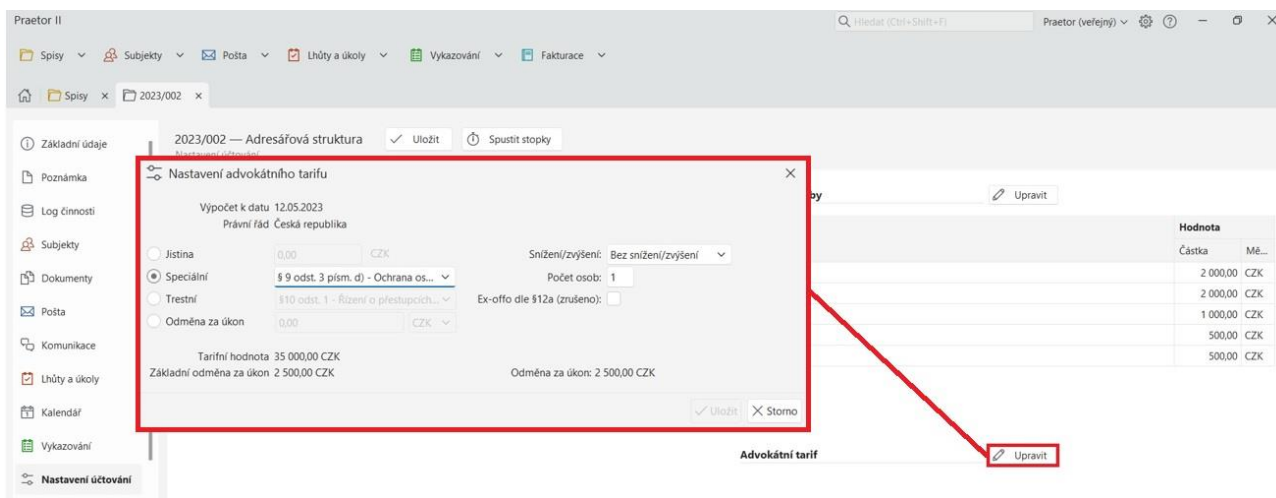 Praetor II
Hledat (Ctrl+Shift+F)
Praetor (veřejný)
Spisy Subjekty Pošta Lhůty a úkoly Vykazování Fakturace
Spisy × 2023/002 ×
Základní údaje
Poznámka
Log činnosti
Subjekty
Dokumenty
Pošta
Komunikace
Lhůty a úkoly
Kalendář
Vykazování
Nastavení účtování
2023/002 — Adresářová struktura Uložit Spustit stopky
Nastavení účtování
Nastavení advokátního tarifu
Výpočet k datu 12.05.2023
Právní řád Česká republika
Jistina 0,00 CZK Snížení/zvýšení: Bez snížení/zvýšení
Speciální § 9 odst. 3 písm. d) - Ochrana os... Počet osob: 1
Trestní §10 odst. 1 - Řízení o přestupcích... Ex-offo dle §12a (zrušeno):
Odměna za úkon 0,00 CZK
Tarifní hodnota 35 000,00 CZK
Základní odměna za úkon 2 500,00 CZK Odměna za úkon: 2 500,00 CZK
Uložit Storno
by Upravit
Hodnota
Částka Mě...
2 000,00 CZK
2 000,00 CZK
1 000,00 CZK
500,00 CZK
500,00 CZK
Advokátní tarif Upravit